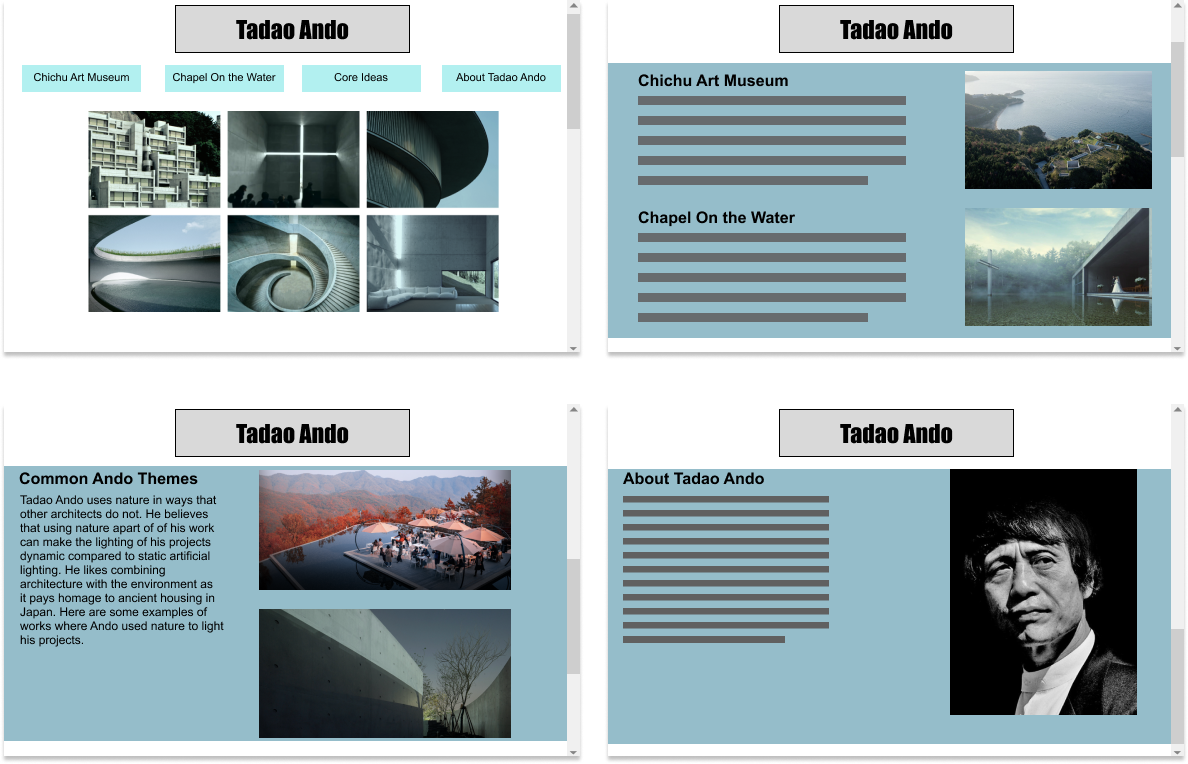 Tadao Ando
Chichu Art Museum
Chapel On the Water
Core Ideas
About Tadao Ando
Tadao Ando
Chichu Art Museum
Chapel On the Water
Tadao Ando
Common Ando Themes
Tadao Ando uses nature in ways that
other architects do not. He believes
that using nature apart of of his work
can make the lighting of his projects
dynamic compared to static artificial
lighting. He likes combining
architecture with the environment as
it pays homage to ancient housing in
Japan. Here are some examples of
works where Ando used nature to light
his projects.
Tadao Ando
About Tadao Ando